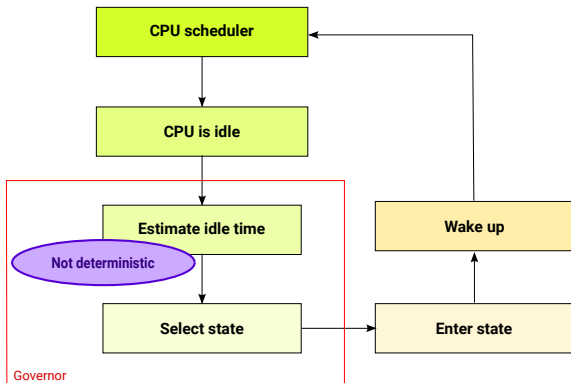 CPU scheduler
CPU is idle
Estimate idle time
Wake up
Not deterministic
Select state
Enter state
Governor